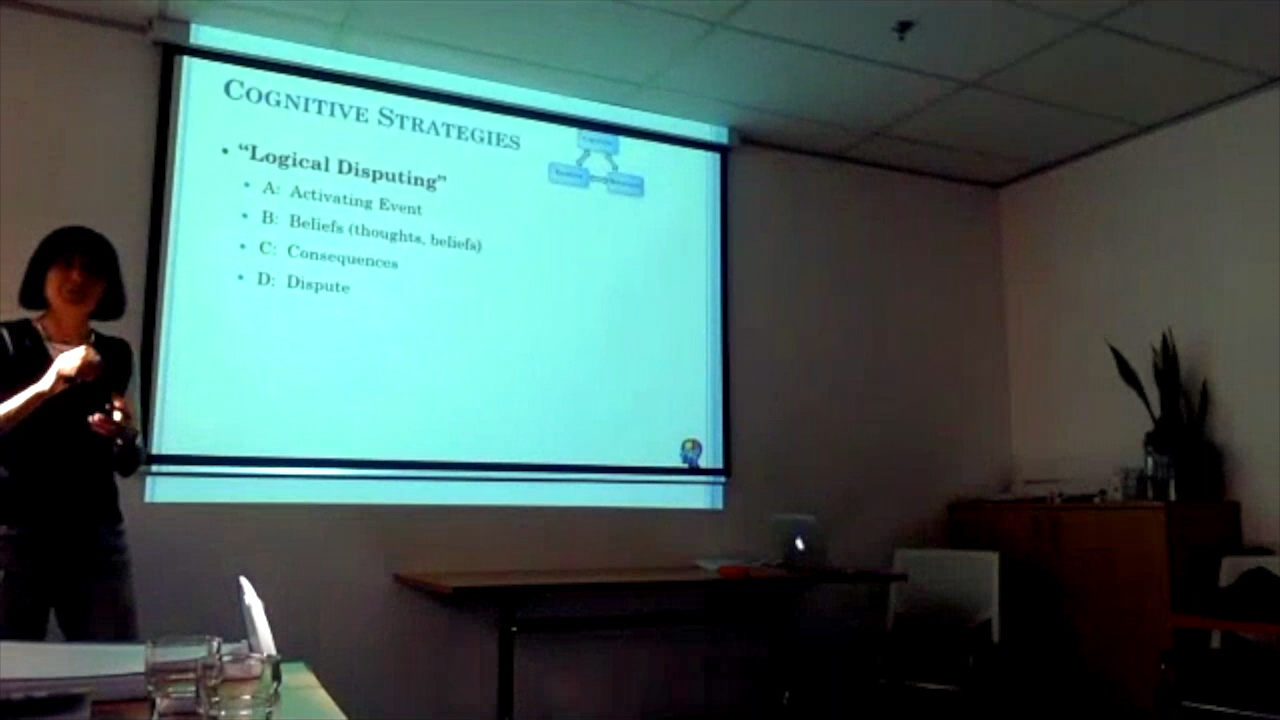 COGNITIVE STRATEGIES
• “Logical Disputing”
• A: Activating Event
• B: Beliefs (thoughts, beliefs)
• C: Consequences
• D: Dispute